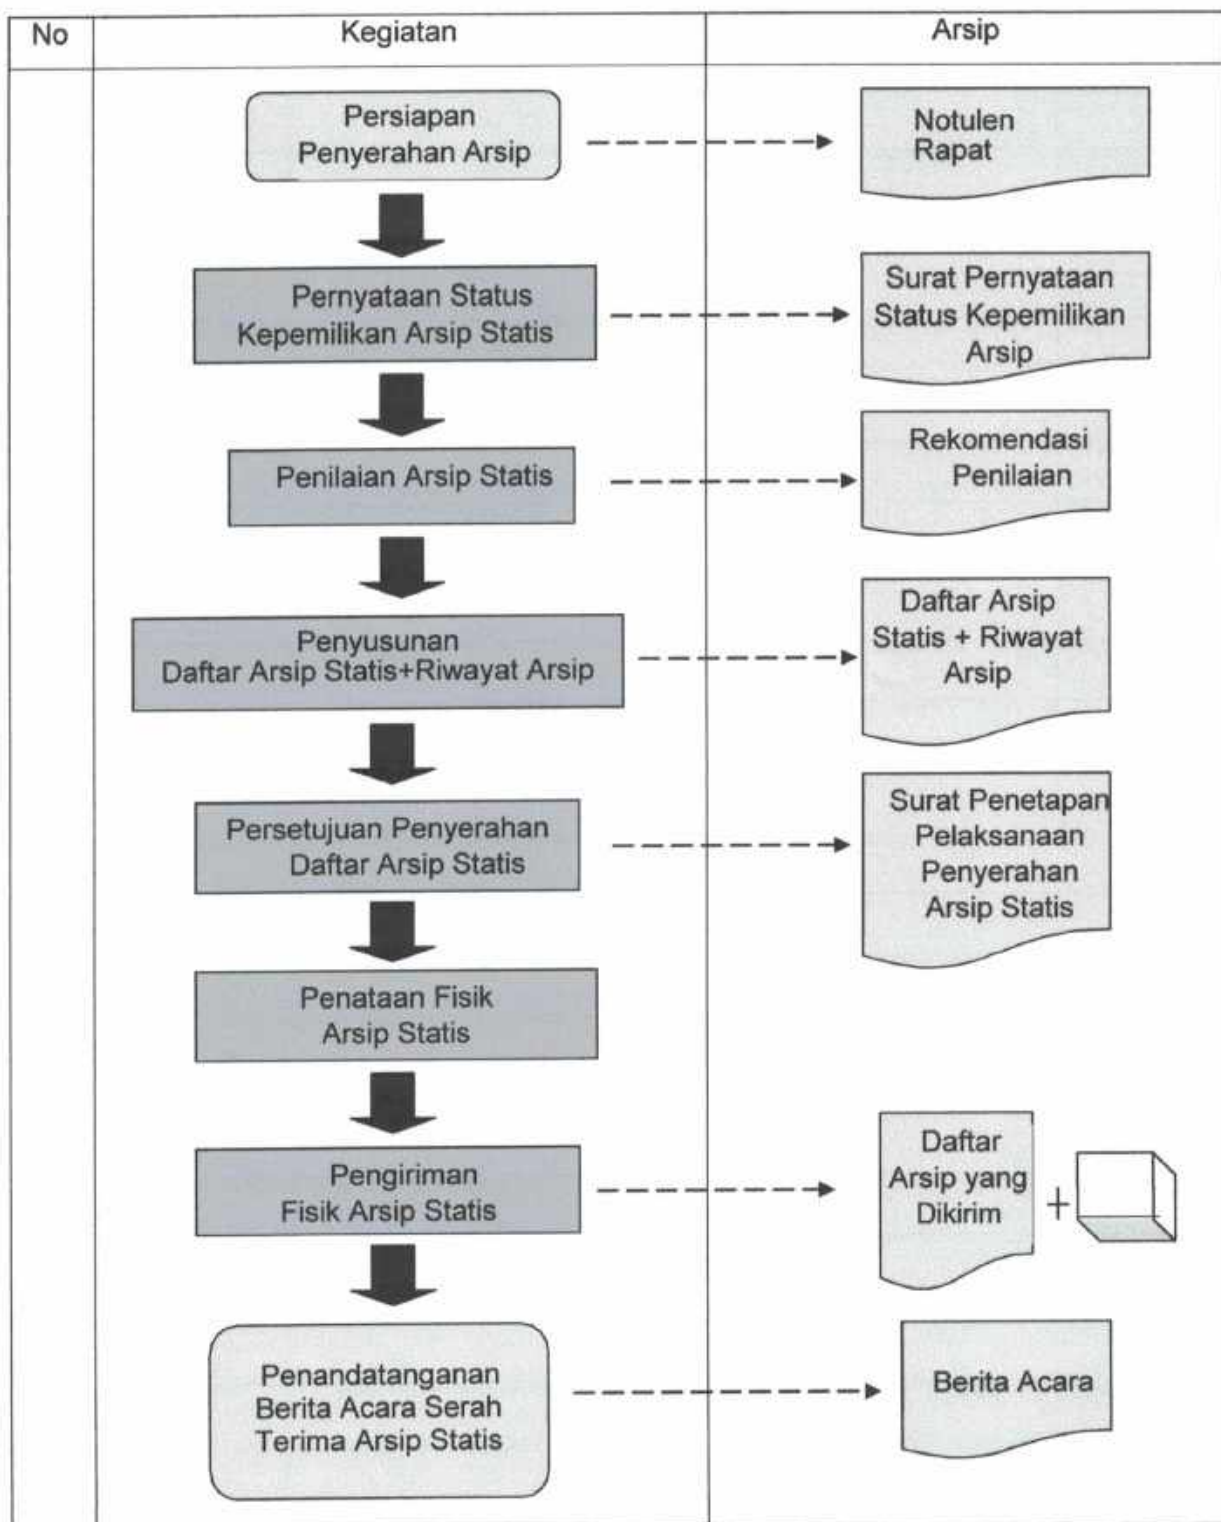 No
Kegiatan
Arsip
Persiapan
Penyerahan Arsip
Notulen
Rapat
Pernyataan Status
Kepemilikan Arsip Statis
Surat Pernyataan
Status Kepemilikan
Arsip
Penilaian Arsip Statis
Rekomendasi
Penilaian
Penyusunan
Daftar Arsip Statis+Riwayat Arsip
Daftar Arsip
Statis + Riwayat
Arsip
Persetujuan Penyerahan
Daftar Arsip Statis
Surat Penetapan
Pelaksanaan
Penyerahan
Arsip Statis
Penataan Fisik
Arsip Statis
Pengiriman
Fisik Arsip Statis
Daftar
Arsip yang
Dikirim
+
Penandatanganan
Berita Acara Serah
Terima Arsip Statis
Berita Acara